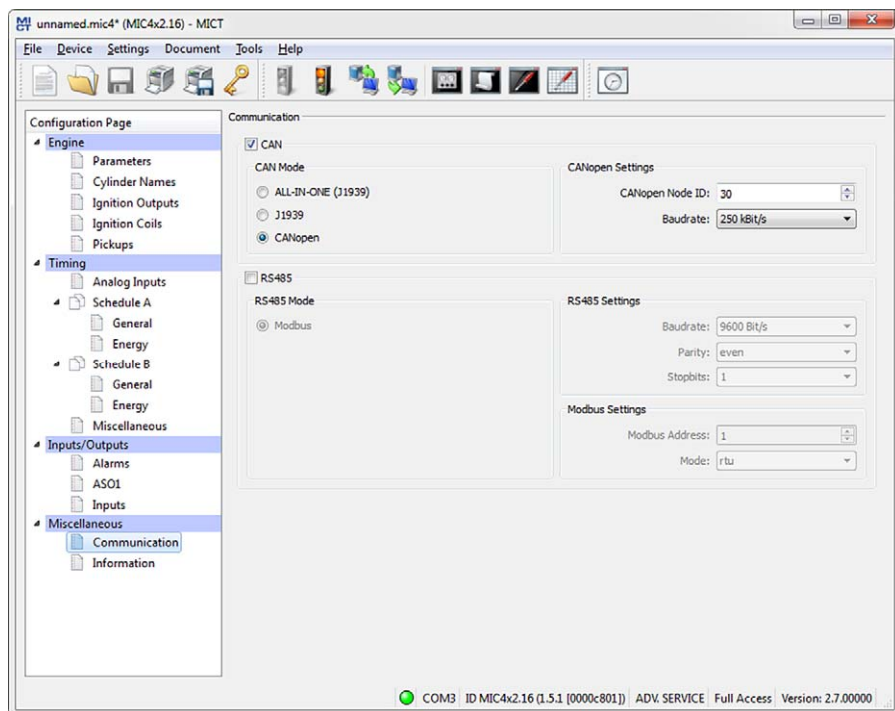 MICT unnamed.mic4* (MIC4x2.16) - MICT
File Device Settings Document Tools Help
Configuration Page
Engine
Parameters
Cylinder Names
Ignition Outputs
Ignition Coils
Pickups
Timing
Analog Inputs
Schedule A
General
Energy
Schedule B
General
Energy
Miscellaneous
Inputs/Outputs
Alarms
ASO1
Inputs
Miscellaneous
Communication
Information
Communication
CAN
CAN Mode
ALL-IN-ONE (J1939)
J1939
CANopen
CANopen Settings
CANopen Node ID: 30
Baudrate: 250 kBit/s
RS485
RS485 Mode
Modbus
RS485 Settings
Baudrate: 9600 Bit/s
Parity: even
Stopbits: 1
Modbus Settings
Modbus Address: 1
Mode: rtu
COM3 ID MIC4x2.16 (1.5.1 [0000c801]) ADV. SERVICE Full Access Version: 2.7.00000